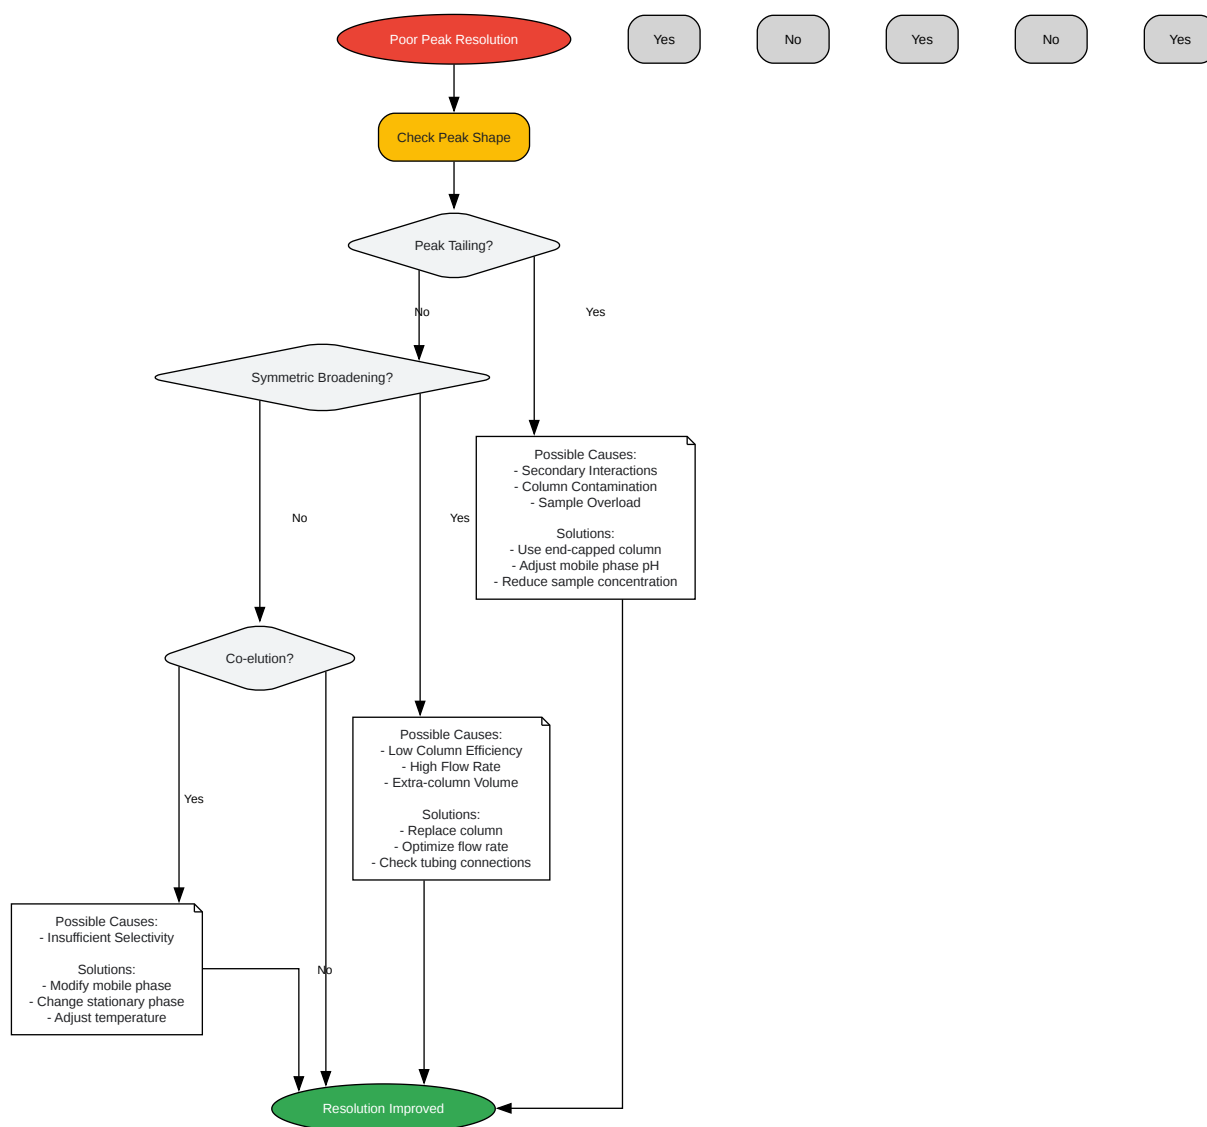 Poor Peak Resolution
Yes
No
Yes
No
Yes
Check Peak Shape
Peak Tailing?
No
Yes
Symmetric Broadening?
Possible Causes:
- Secondary Interactions
- Column Contamination
- Sample Overload
Solutions:
- Use end-capped column
- Adjust mobile phase pH
- Reduce sample concentration
No
Yes
Co-elution?
Possible Causes:
- Low Column Efficiency
- High Flow Rate
- Extra-column Volume
Solutions:
- Replace column
- Optimize flow rate
- Check tubing connections
Yes
Possible Causes:
- Insufficient Selectivity
Solutions:
- Modify mobile phase
- Change stationary phase
- Adjust temperature
No
Resolution Improved